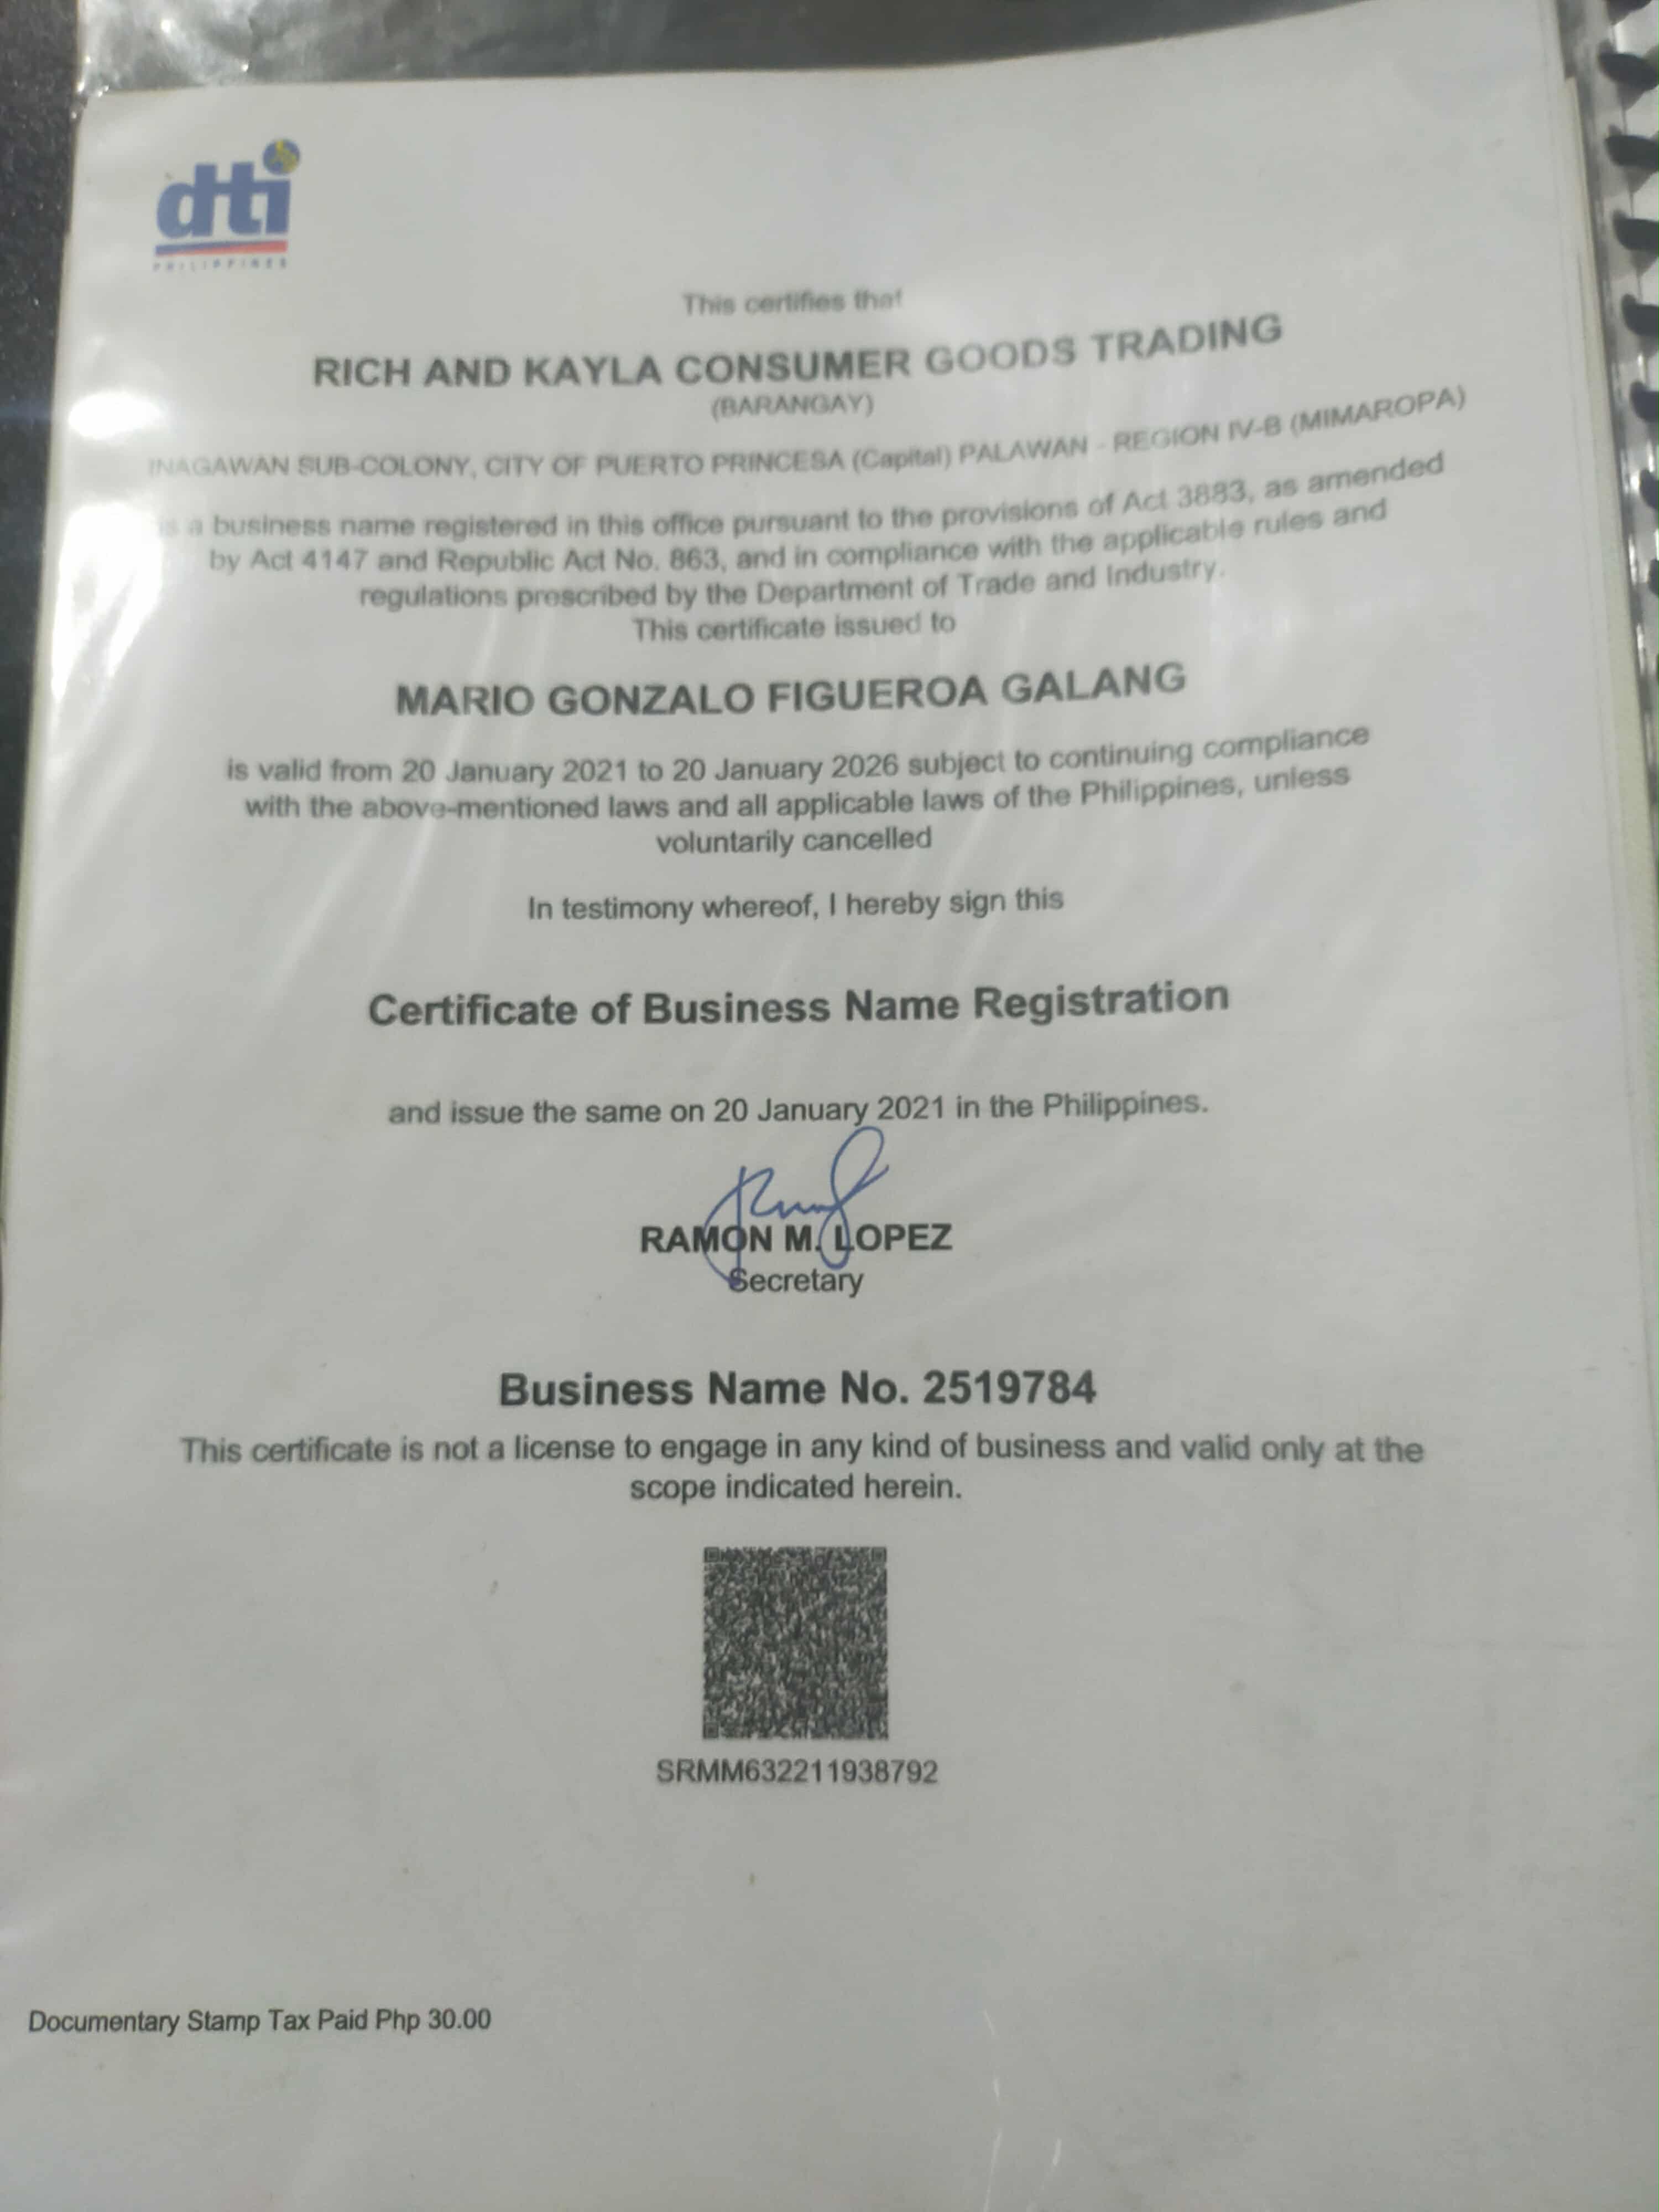 dti
PHILIPPINES
This certifies that
RICH AND KAYLA CONSUMER GOODS TRADING
(BARANGAY)
INAGAWAN SUB-COLONY, CITY OF PUERTO PRINCESA (Capital) PALAWAN - REGION IV-B (MIMAROPA)
is a business name registered in this office pursuant to the provisions of Act 3883, as amended
by Act 4147 and Republic Act No. 863, and in compliance with the applicable rules and
regulations prescribed by the Department of Trade and Industry.
This certificate issued to
MARIO GONZALO FIGUEROA GALANG
is valid from 20 January 2021 to 20 January 2026 subject to continuing compliance
with the above-mentioned laws and all applicable laws of the Philippines, unless
voluntarily cancelled
In testimony whereof, I hereby sign this
Certificate of Business Name Registration
and issue the same on 20 January 2021 in the Philippines.
RAMON M. LOPEZ
Secretary
Business Name No. 2519784
This certificate is not a license to engage in any kind of business and valid only at the
scope indicated herein.
SRMM632211938792
Documentary Stamp Tax Paid Php 30.00